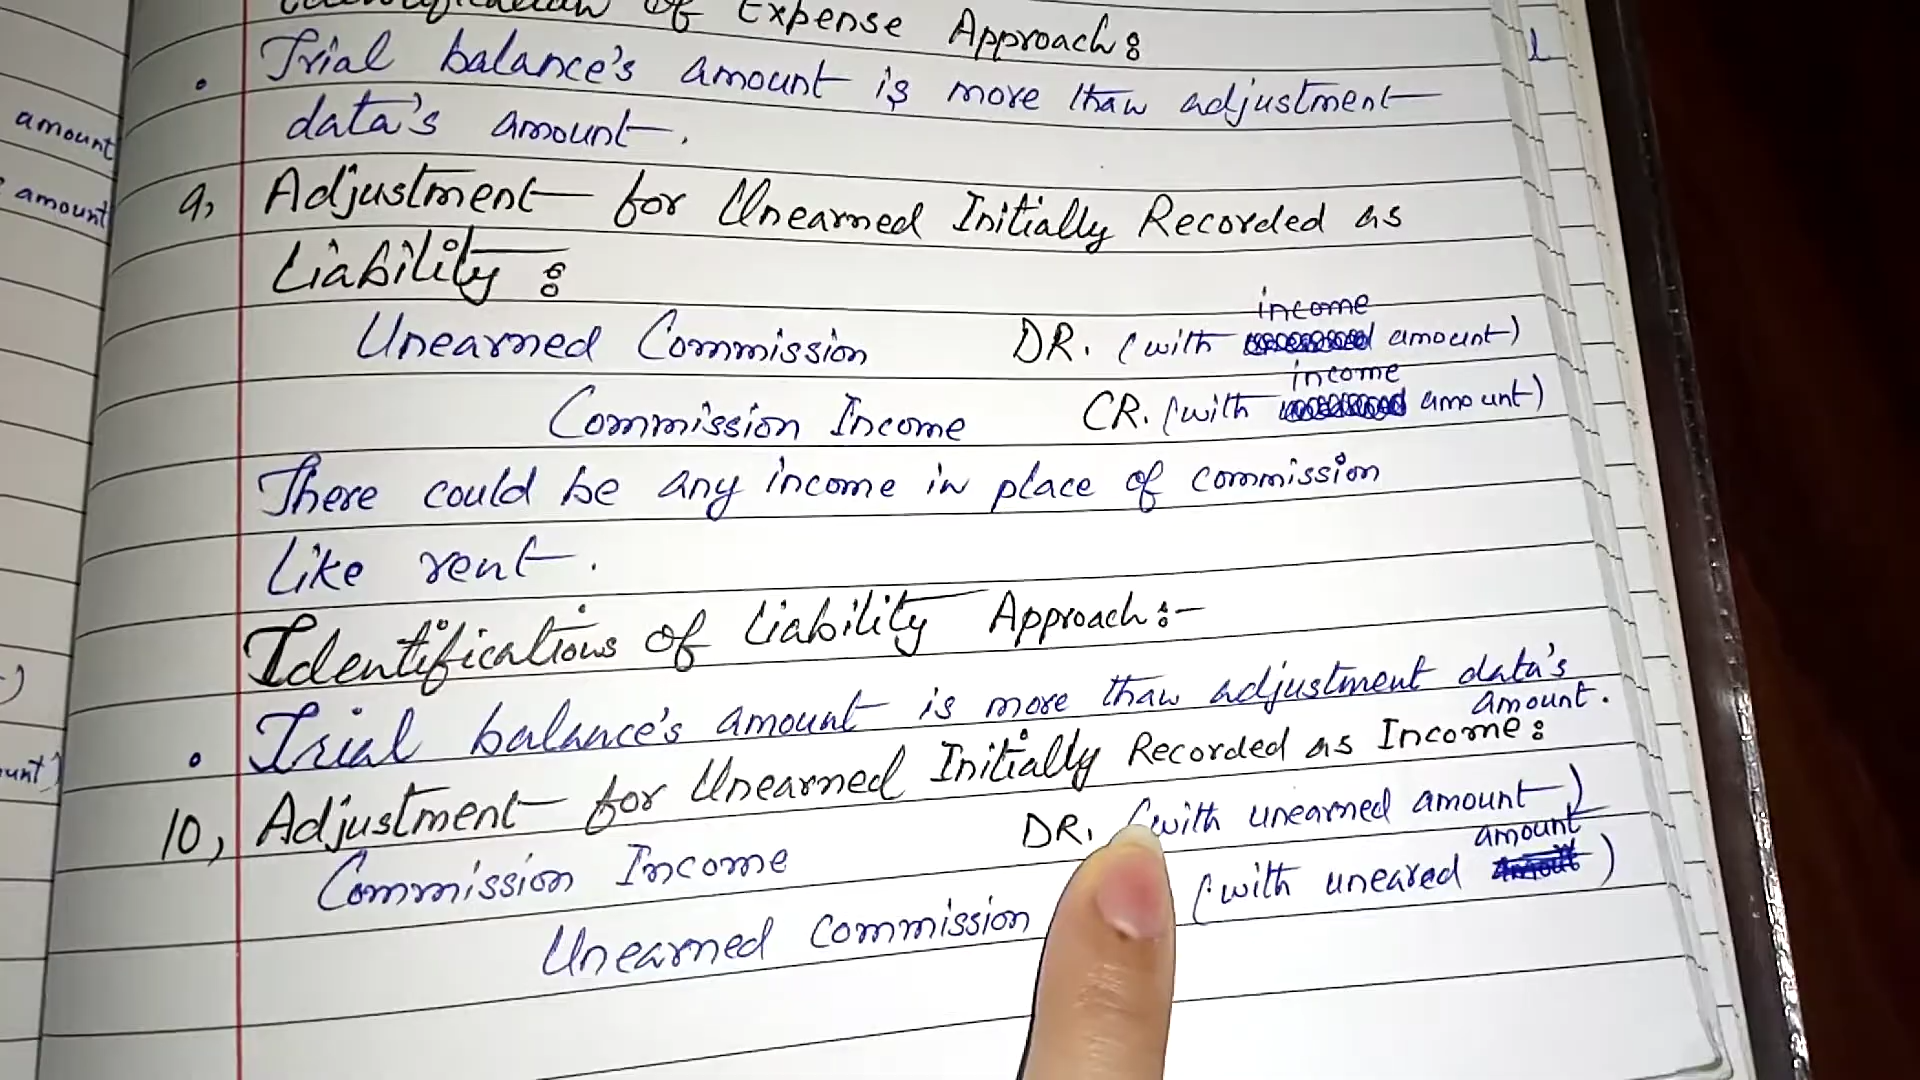 of Expense Approach:
• Trial balance's amount is more than adjustment
data's amount.
9, Adjustment for Unearned Initially Recorded as
Liability:
Unearned Commission DR. (with income amount)
Commission Income CR. (with income amount)
There could be any income in place of commission
Like rent.
Identifications of Liability Approach:-
• Trial balance's amount is more than adjustment data's
amount.
10, Adjustment for Unearned Initially Recorded as Income:
Commission Income DR. (with unearned amount)
Unearned Commission (with uneared amount)
amount
amount